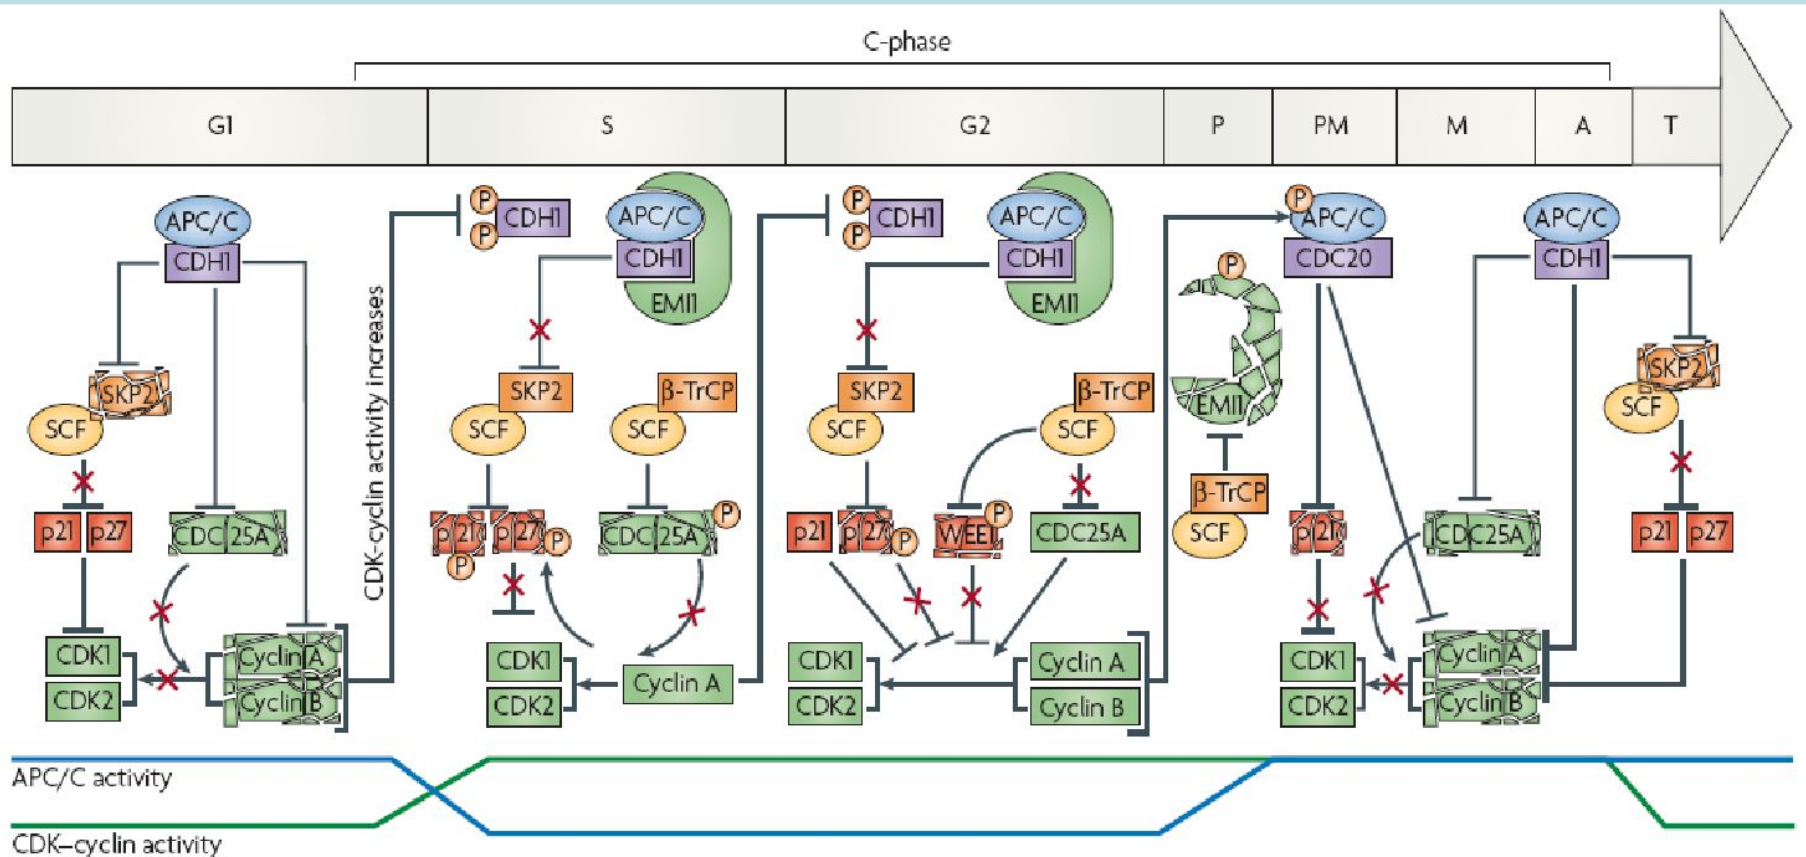 C-phase
G1
S
G2
P
PM
M
A
T
APC/C
CDH1
SKP2
SCF
p21
p27
CDC25A
CDK1
CDK2
Cyclin A
Cyclin B
CDK-cyclin activity increases
P
P
CDH1
APC/C
CDH1
EMI1
SKP2
SCF
β-TrCP
SCF
p21
P
p27
P
CDC25A
P
CDK1
CDK2
Cyclin A
P
P
CDH1
APC/C
CDH1
EMI1
SKP2
SCF
β-TrCP
SCF
p21
p27
P
WEE1
P
CDC25A
CDK1
CDK2
Cyclin A
Cyclin B
P
EMI1
β-TrCP
SCF
P
APC/C
CDC20
p21
CDK1
CDK2
APC/C
CDH1
CDC25A
Cyclin A
Cyclin B
SKP2
SCF
p21
p27
APC/C activity
CDK–cyclin activity